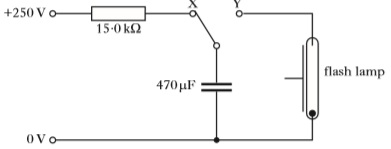 X Y
+250 V
15·0 kΩ
470 μF
flash lamp
0 V